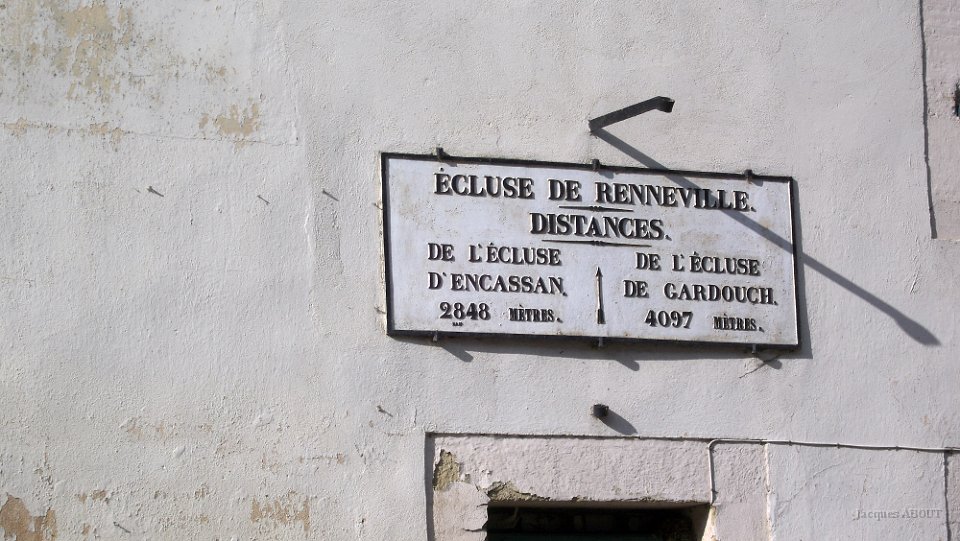 ÉCLUSE DE RENNEVILLE.
DISTANCES.
DE L'ÉCLUSE
D'ENCASSAN.
2848 MÈTRES.
DE L'ÉCLUSE
DE GARDOUCH.
4097 MÈTRES.
Jacques ABOUT